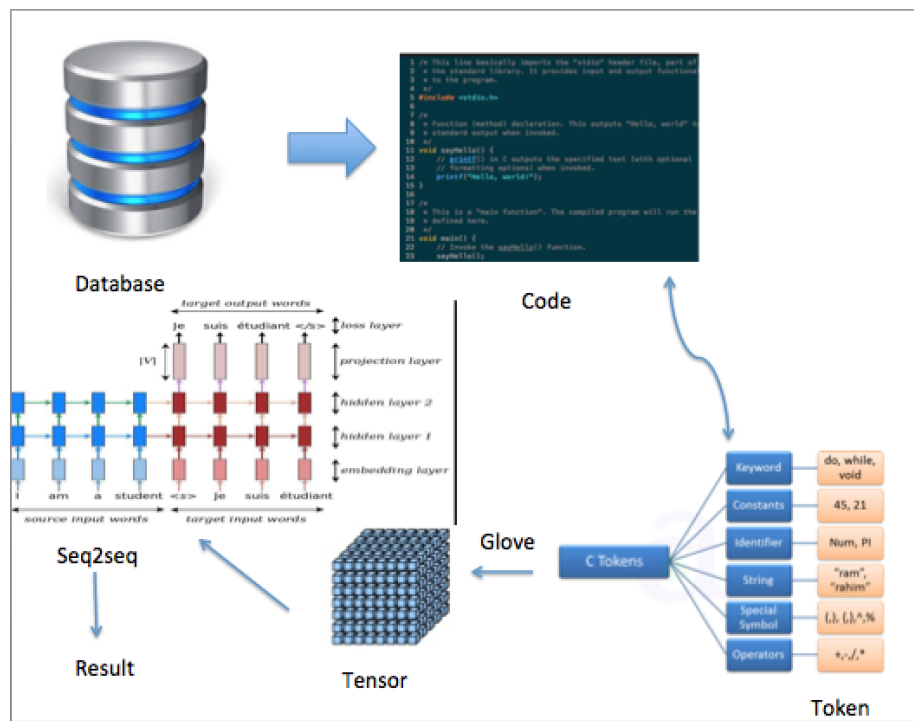 1 /* This line basically imports the "stdio" header file, part of
2 * the standard library. It provides input and output functional
3 * to the program.
4 */
5 #include <stdio.h>
6
7 /*
8 * Function (method) declaration. This outputs "Hello, world" to
9 * standard output when invoked.
10 */
11 void sayHello() {
12 // printf() in C outputs the specified text (with optional
13 // formatting options) when invoked.
14 printf("Hello, world!");
15 }
16
17 /*
18 * This is a "main function". The compiled program will run the
19 * defined here.
20 */
21 void main() {
22 // Invoke the sayHello() function.
23 sayHello();
Database
Code
target output words
Je suis étudiant </s>
loss layer
|V|
projection layer
hidden layer 2
hidden layer 1
embedding layer
I am a student <s> Je suis étudiant
source input words target input words
Seq2seq
Result
Tensor
Glove
C Tokens
Keyword
do, while,
void
Constants
45, 21
Identifier
Num, PI
String
"ram",
"rahim"
Special
Symbol
(,), {,},^,%
Operators
+,-,/,*
Token